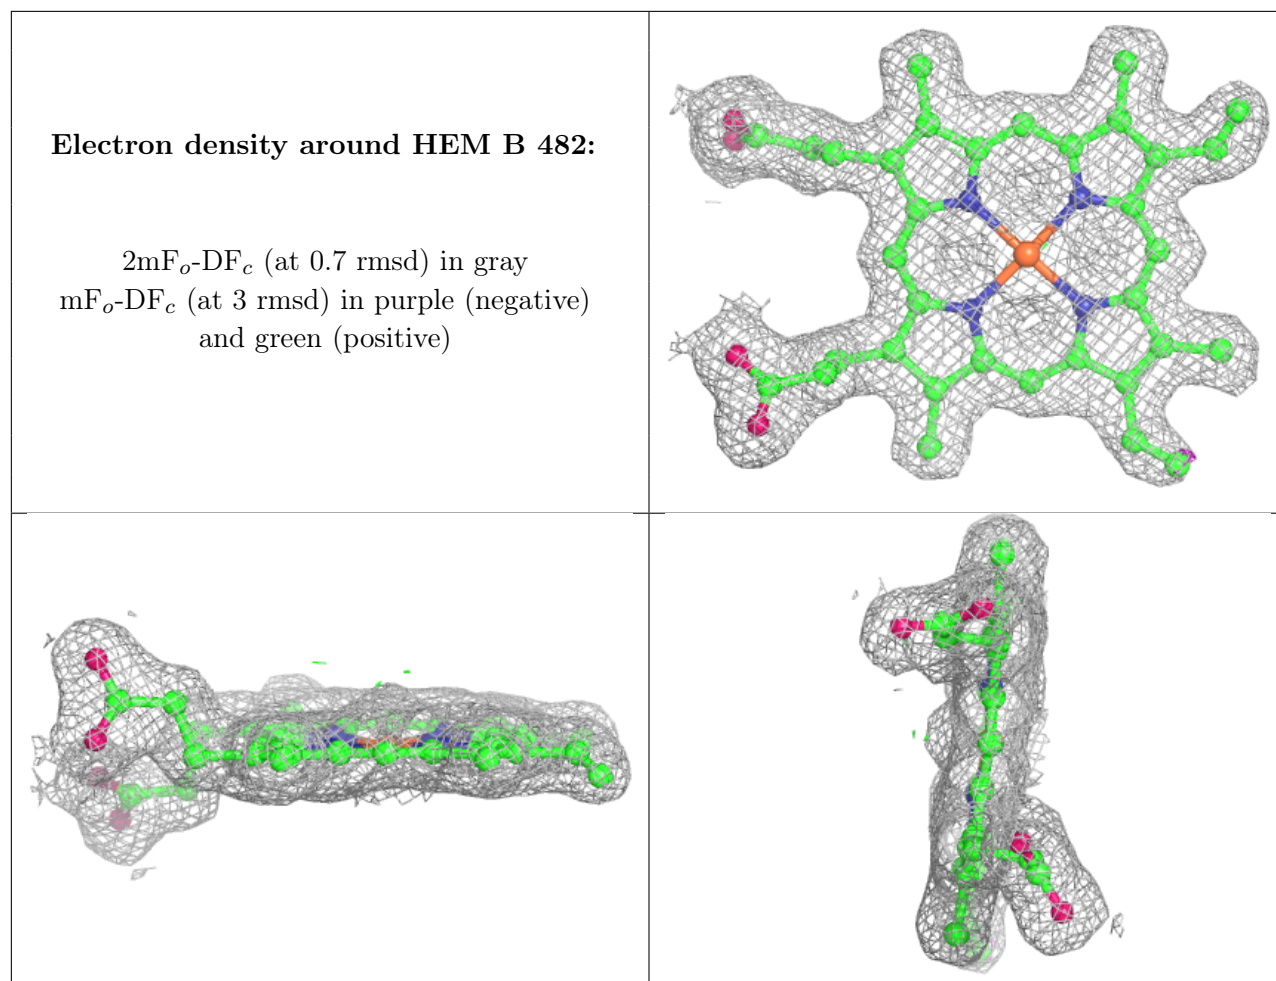 Electron density around HEM B 482:
2mFo-DFc (at 0.7 rmsd) in gray
mFo-DFc (at 3 rmsd) in purple (negative)
and green (positive)